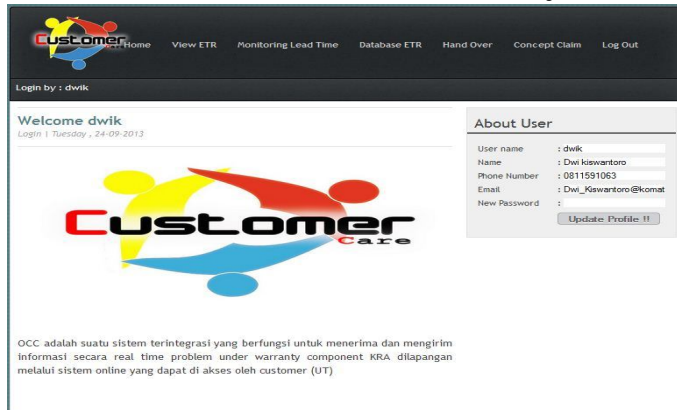 Customer
Home View ETR Monitoring Lead Time Database ETR Hand Over Concept Claim Log Out
Login by : dwik
Welcome dwik
Login | Tuesday , 24-09-2013
Customer
Care
OCC adalah suatu sistem terintegrasi yang berfungsi untuk menerima dan mengirim
informasi secara real time problem under warranty component KRA dilapangan
melalui sistem online yang dapat di akses oleh customer (UT)
About User
User name : dwik
Name : Dwi kiswantoro
Phone Number : 0811591063
Email : Dwi_Kiswantoro@komat
New Password :
Update Profile !!